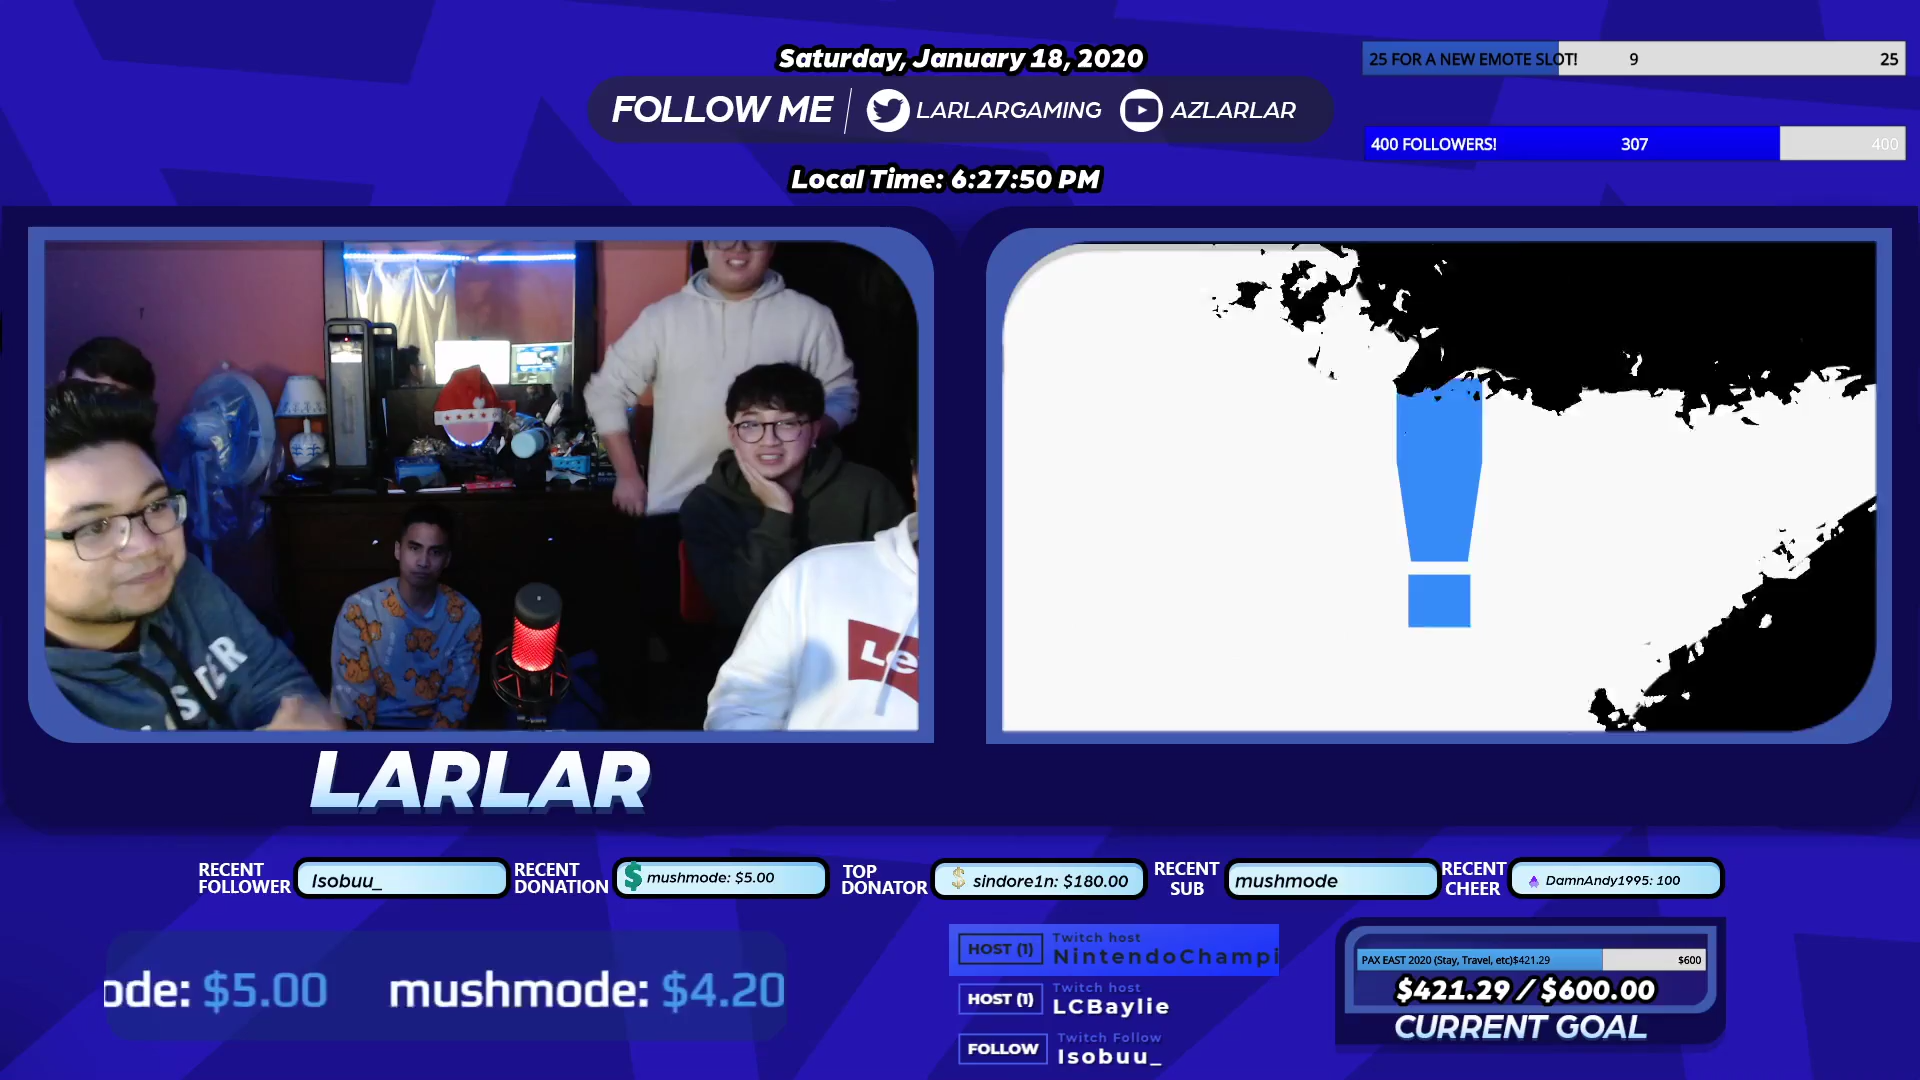 Saturday, January 18, 2020
FOLLOW ME
LARLARGAMING
AZLARLAR
Local Time: 6:27:50 PM
25 FOR A NEW EMOTE SLOT! 9 25
400 FOLLOWERS! 307 400
STER
Le
LARLAR
RECENT FOLLOWER
Isobuu_
RECENT DONATION
mushmode: $5.00
TOP DONATOR
sindore1n: $180.00
RECENT SUB
mushmode
RECENT CHEER
DamnAndy1995: 100
ode: $5.00 mushmode: $4.20
HOST (1)
Twitch host
NintendoChampi
HOST (1)
Twitch host
LCBaylie
FOLLOW
Twitch Follow
Isobuu_
PAX EAST 2020 (Stay, Travel, etc)$421.29 $600
$421.29 / $600.00
CURRENT GOAL